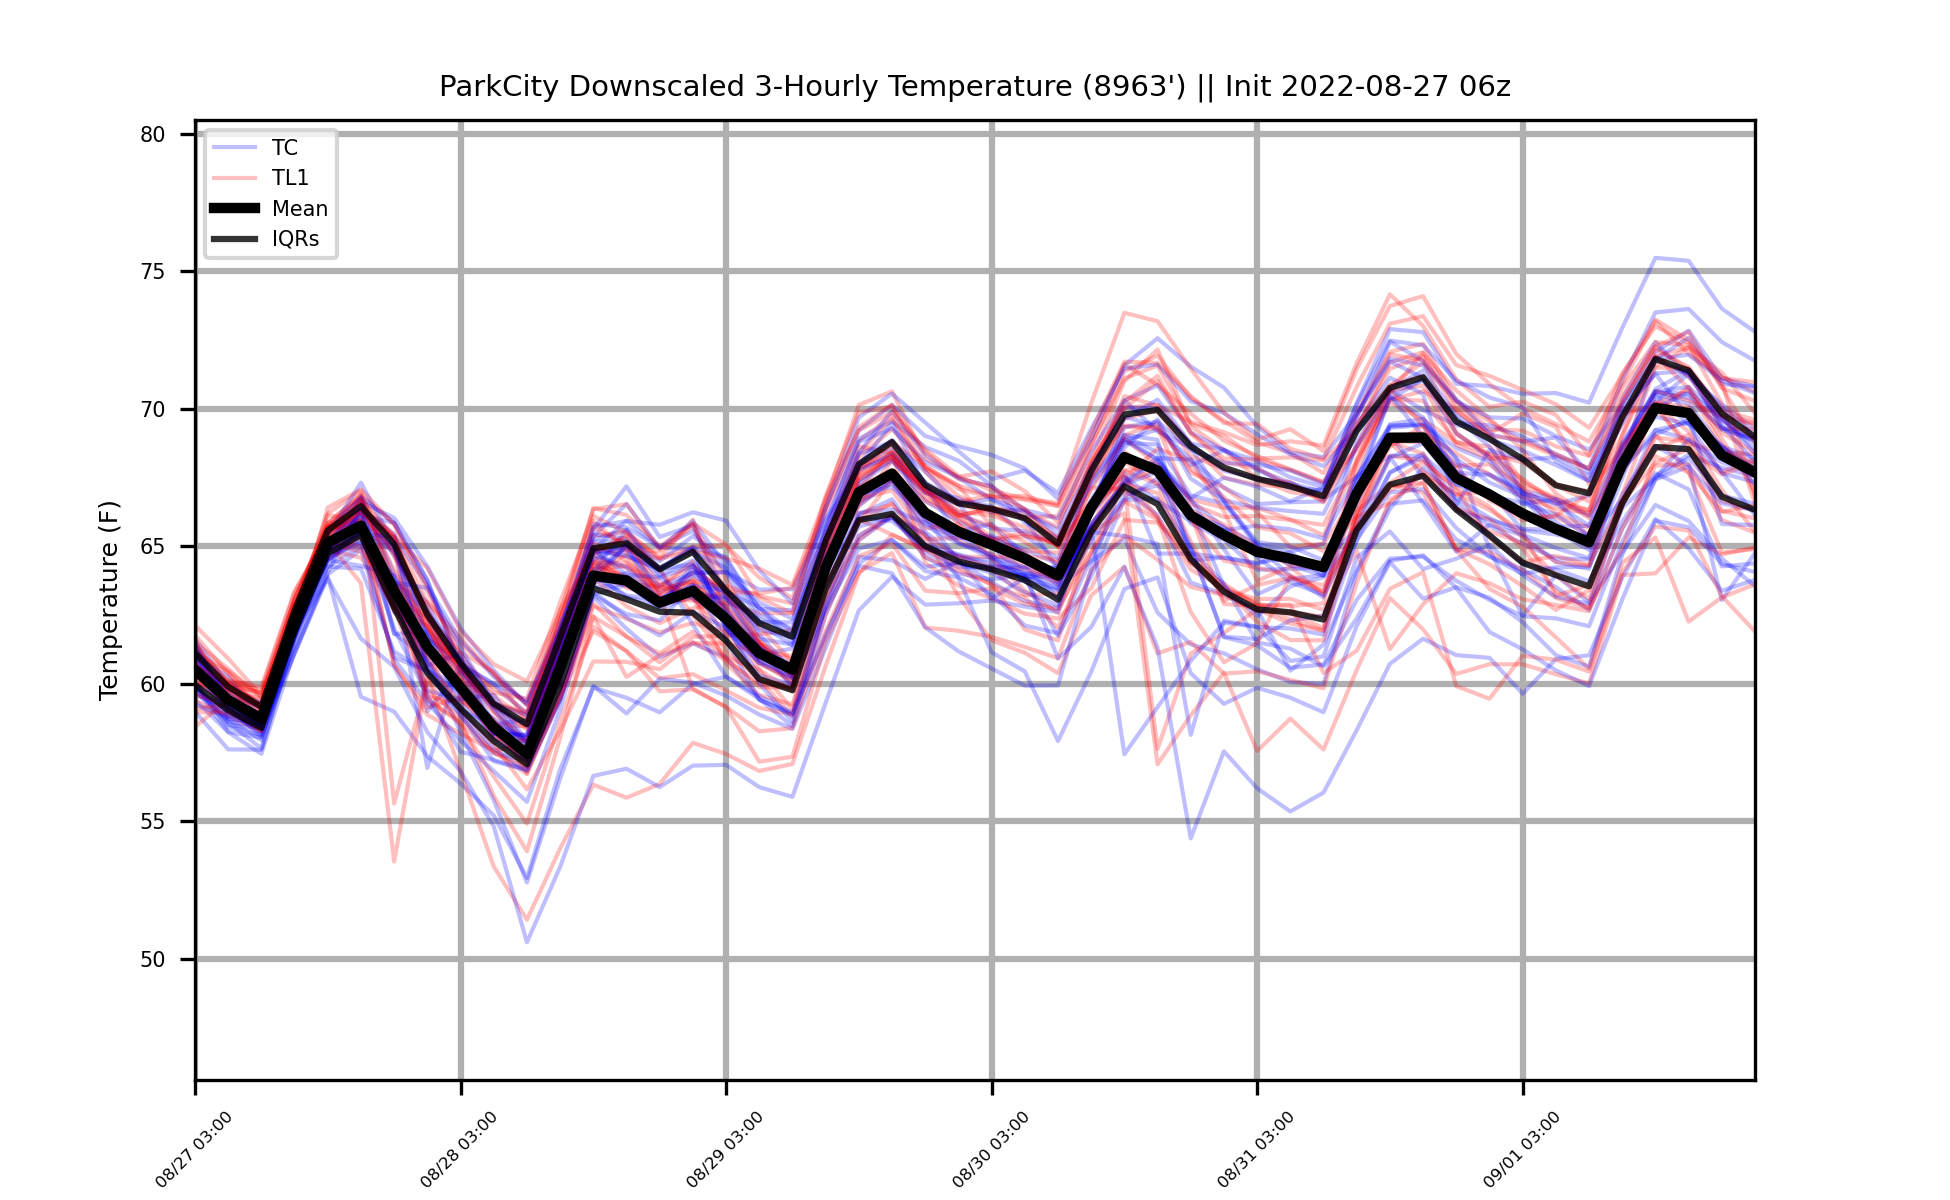 ParkCity Downscaled 3-Hourly Temperature (8963') || Init 2022-08-27 06z
TC
TL1
Mean
IQRs
Temperature (F)
80
75
70
65
60
55
50
08/27 03:00
08/28 03:00
08/29 03:00
08/30 03:00
08/31 03:00
09/01 03:00